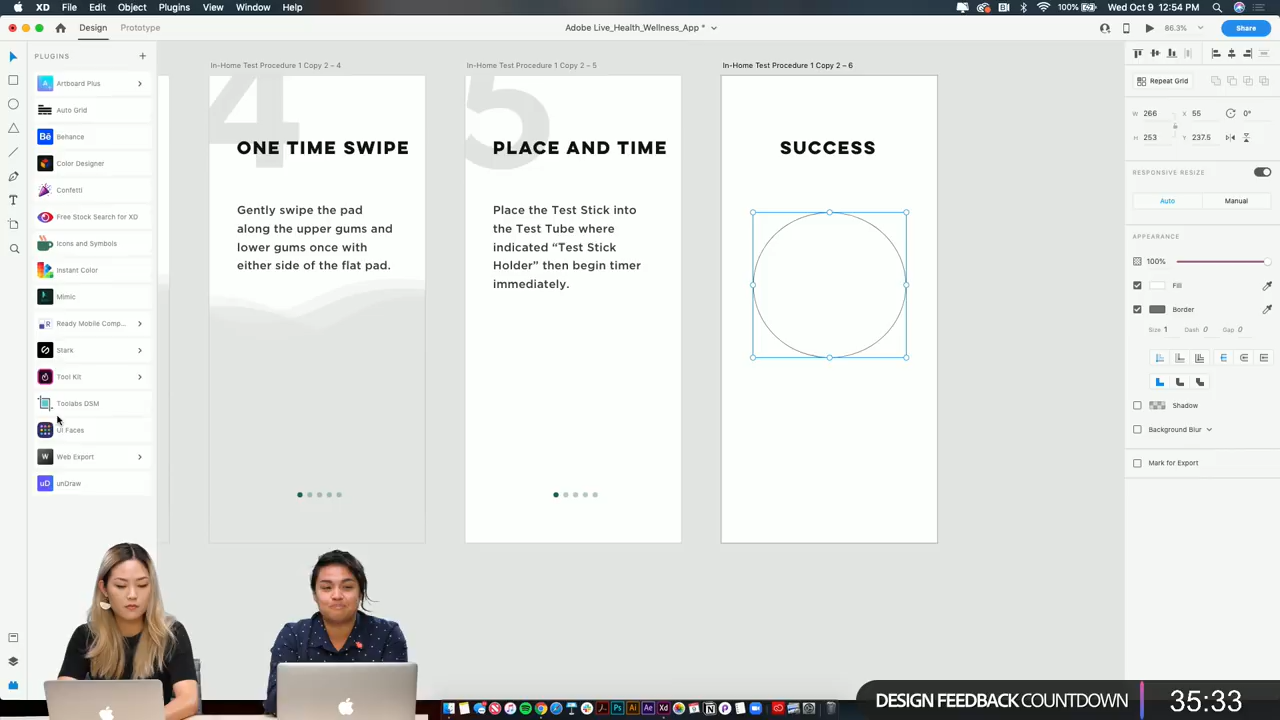 XD File Edit Object Plugins View Window Help
100% Wed Oct 9 12:54 PM
Design Prototype
Adobe Live_Health_Wellness_App *
86.3%
Share
PLUGINS
Artboard Plus
Auto Grid
Behance
Color Designer
Confetti
Free Stock Search for XD
Icons and Symbols
Instant Color
Mimic
Ready Mobile Comp...
Stark
Tool Kit
Toolabs DSM
UI Faces
Web Export
unDraw
In-Home Test Procedure 1 Copy 2 – 4
4
ONE TIME SWIPE
Gently swipe the pad
along the upper gums and
lower gums once with
either side of the flat pad.
In-Home Test Procedure 1 Copy 2 – 5
5
PLACE AND TIME
Place the Test Stick into
the Test Tube where
indicated “Test Stick
Holder” then begin timer
immediately.
In-Home Test Procedure 1 Copy 2 – 6
SUCCESS
Repeat Grid
W 266 X 55 0°
H 253 Y 237.5
RESPONSIVE RESIZE
Auto Manual
APPEARANCE
100%
Fill
Border
Size 1 Dash 0 Gap 0
Shadow
Background Blur
Mark for Export
DESIGN FEEDBACK COUNTDOWN 35:33